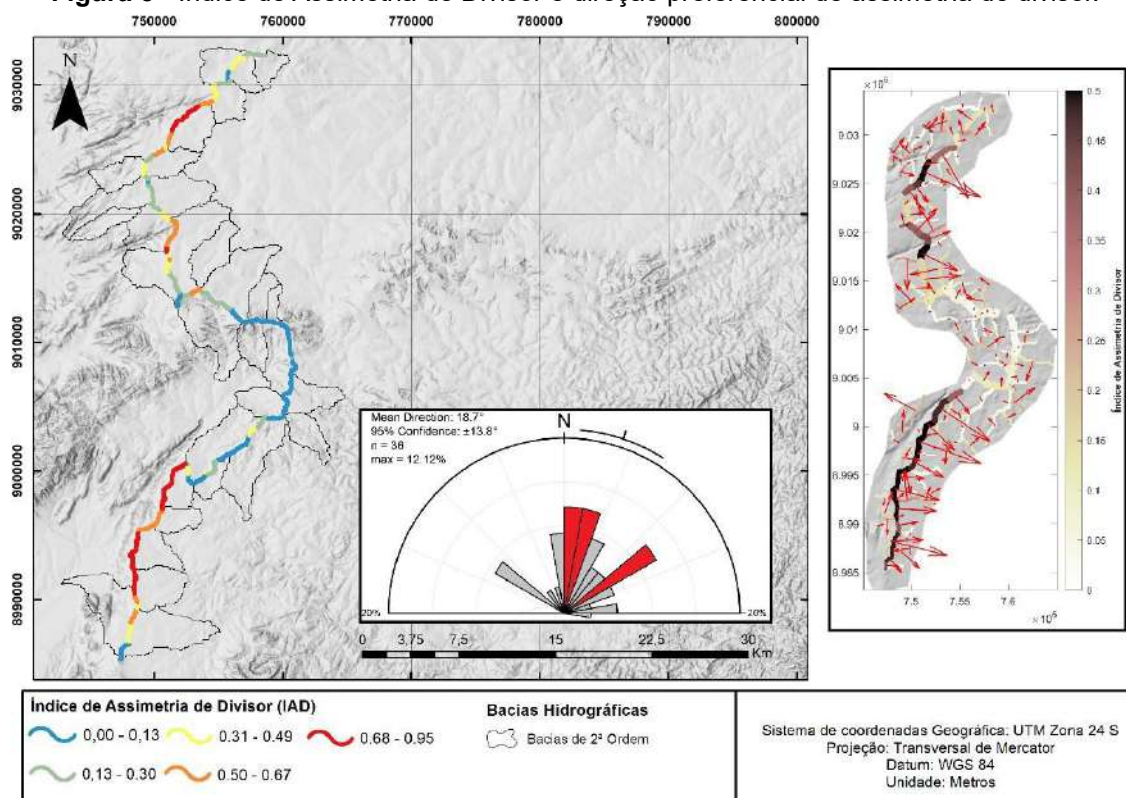 Figura 6 - Índice de Assimetria de Divisor e direção preferencial de assimetria de divisor.
750000 760000 770000 780000 790000 800000
9030000
9020000
9010000
9000000
8990000
N
Mean Direction: 18.7°
95% Confidence: ±13.8°
n = 38
max = 12.12%
N
20% 20%
0 3,75 7,5 15 22,5 30
Km
×10⁶
9.03
9.025
9.02
9.015
9.01
9.005
9
8.995
8.99
8.985
7.5 7.55 7.6
×10⁵
0.5
0.46
0.4
0.35
0.3
0.26
0.2
0.16
0.1
0.05
0
Índice de Assimetria de Divisor
Índice de Assimetria de Divisor (IAD)
0,00 - 0,13 0.31 - 0.49 0.68 - 0.95
0,13 - 0.30 0.50 - 0.67
Bacias Hidrográficas
Bacias de 2ª Ordem
Sistema de coordenadas Geográfica: UTM Zona 24 S
Projeção: Transversal de Mercator
Datum: WGS 84
Unidade: Metros